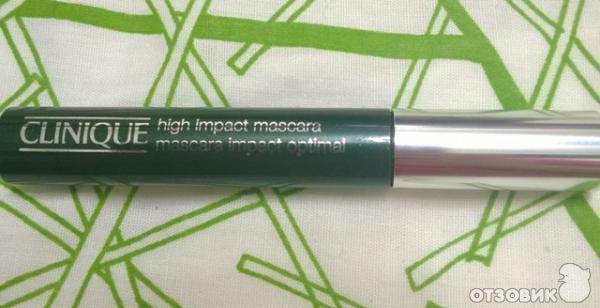 CLINIQUE
high impact mascara
mascara impact optimal
ОТЗОВИК